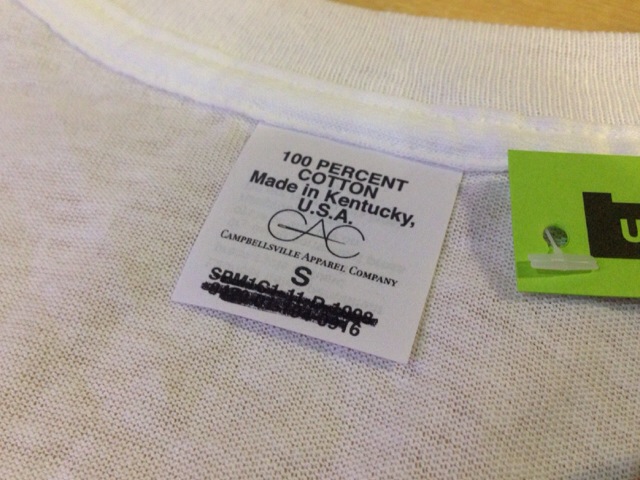 100 PERCENT
COTTON
Made in Kentucky,
U.S.A.
CAC
CAMPBELLSVILLE APPAREL COMPANY
S
U